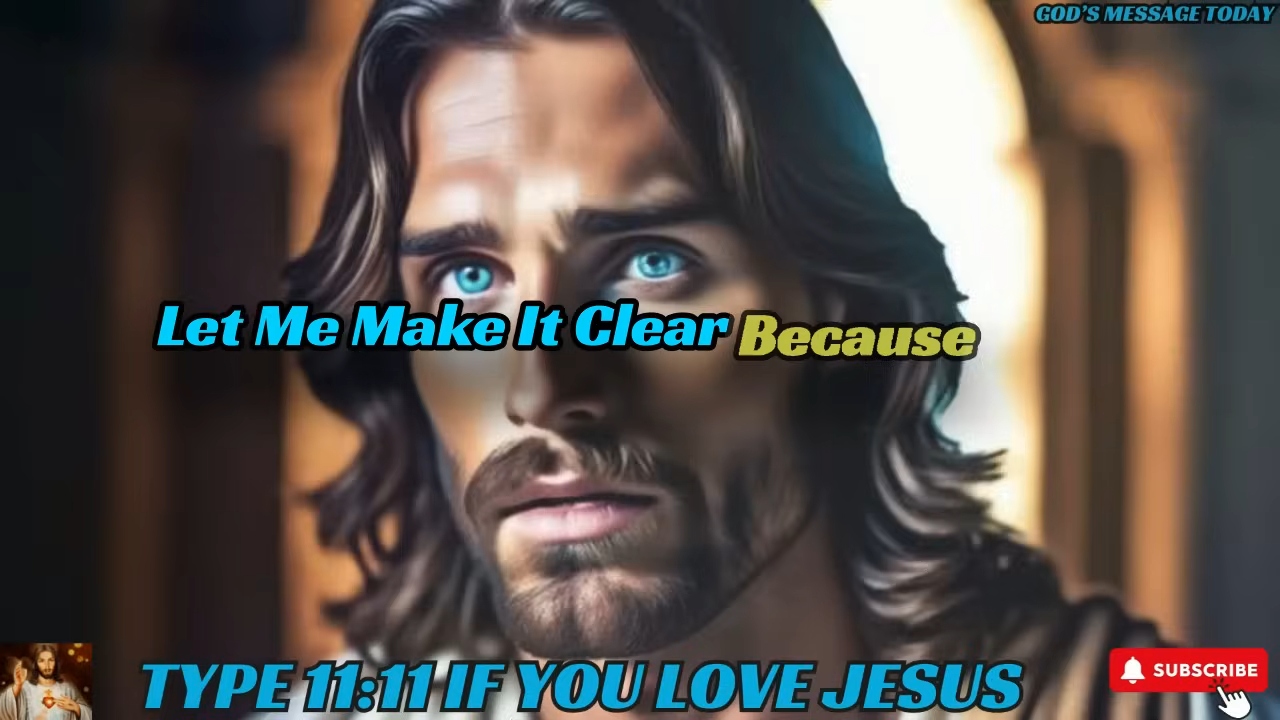 GOD'S MESSAGE TODAY
Let Me Make It Clear Because
TYPE 11:11 IF YOU LOVE JESUS
SUBSCRIBE